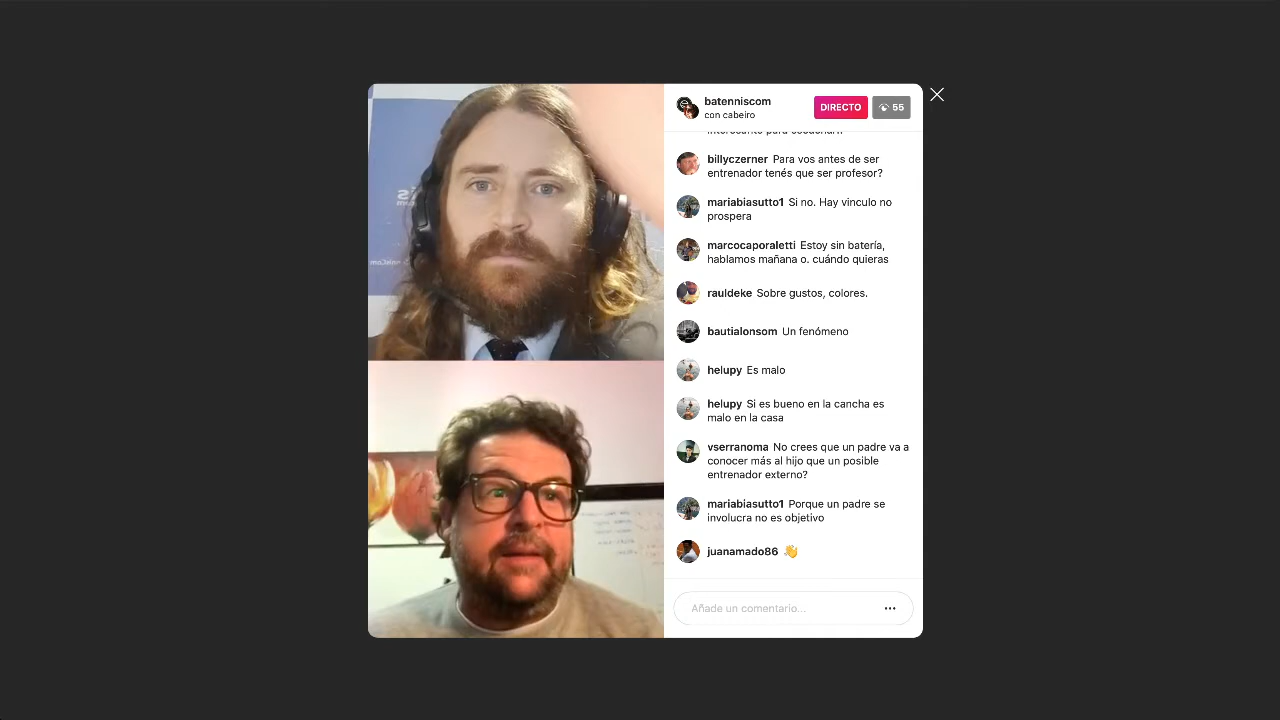 batenniscom
con cabeiro
DIRECTO
55
interesante para escucharh
billyczerner Para vos antes de ser
entrenador tenés que ser profesor?
mariabiasutto1 Si no. Hay vinculo no
prospera
marcocaporaletti Estoy sin batería,
hablamos mañana o. cuándo quieras
rauldeke Sobre gustos, colores.
bautialonsom Un fenómeno
helupy Es malo
helupy Si es bueno en la cancha es
malo en la casa
vserranoma No crees que un padre va a
conocer más al hijo que un posible
entrenador externo?
mariabiasutto1 Porque un padre se
involucra no es objetivo
juanamado86 👋
Añade un comentario...